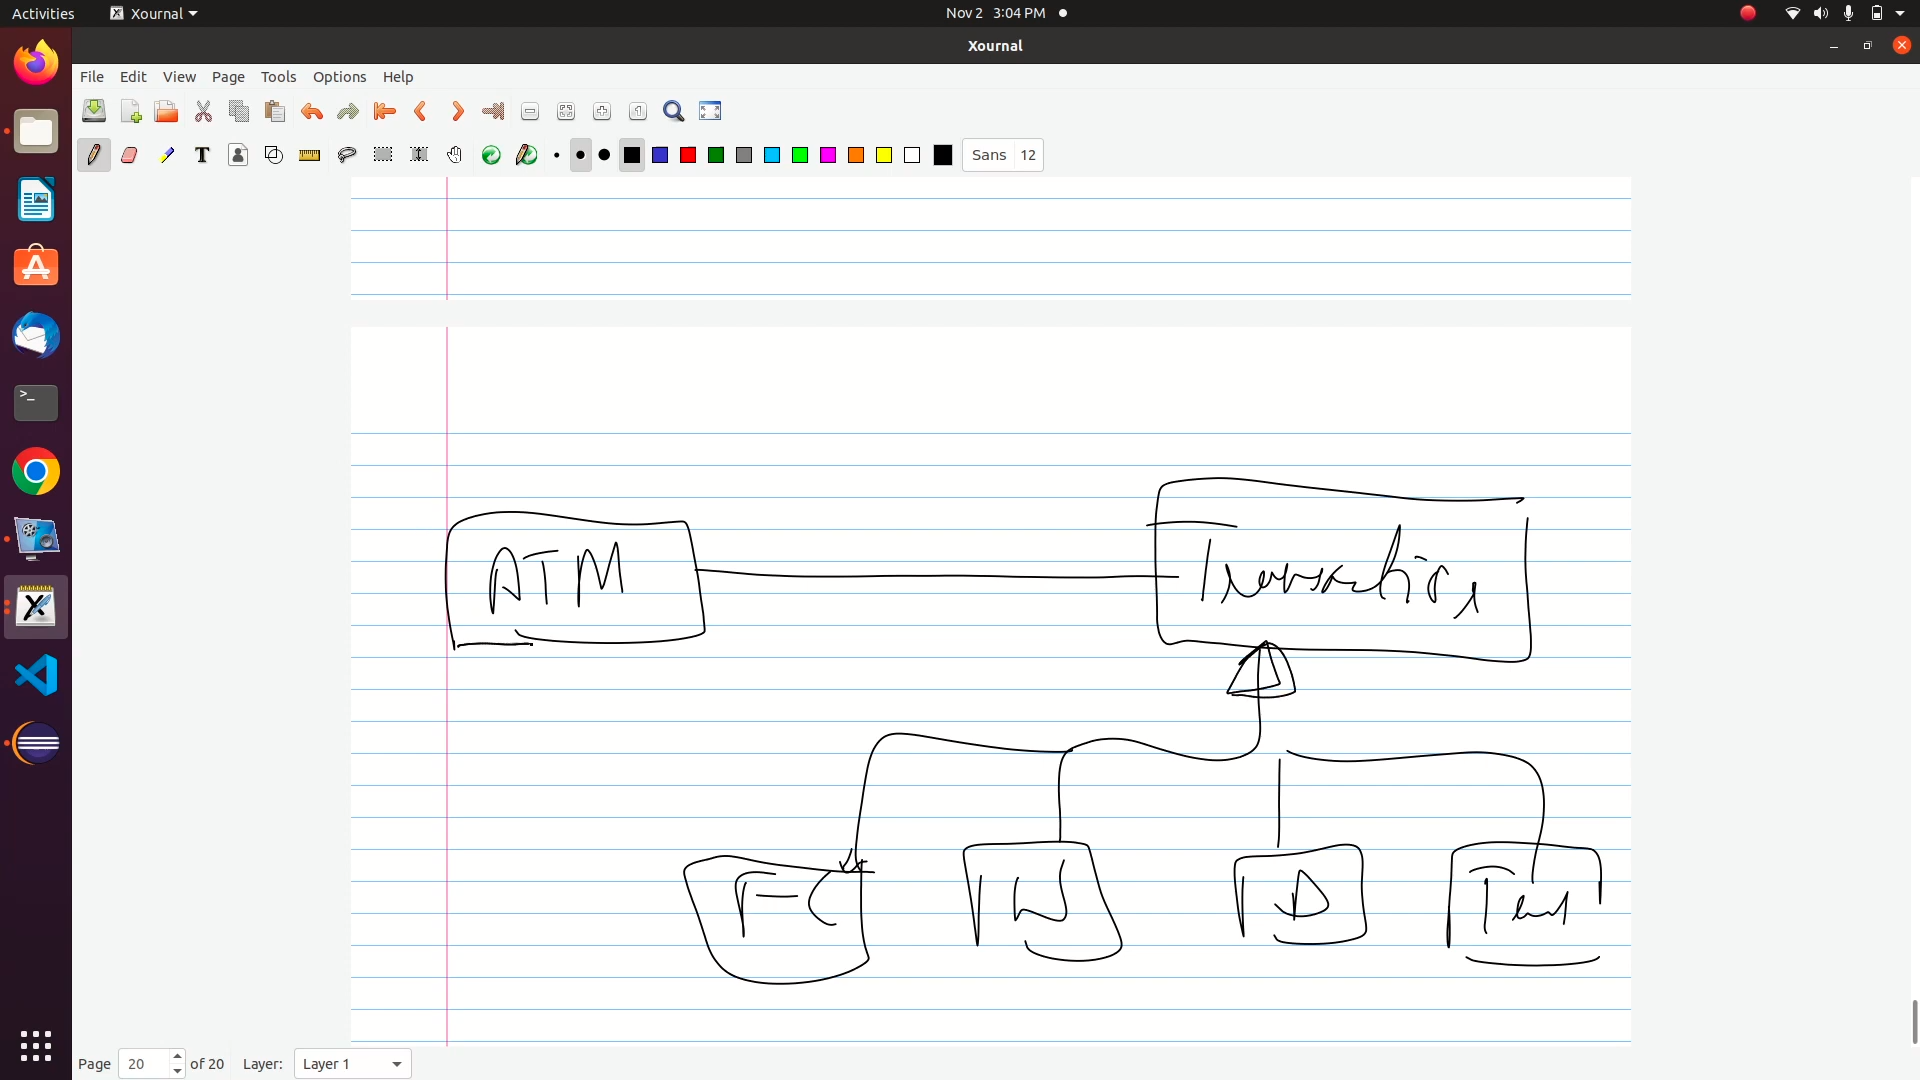 Activities Xournal Nov 2 3:04 PM
Xournal
File Edit View Page Tools Options Help
Sans 12
ATM Transaction
FC W D
Page 20 of 20 Layer: Layer 1